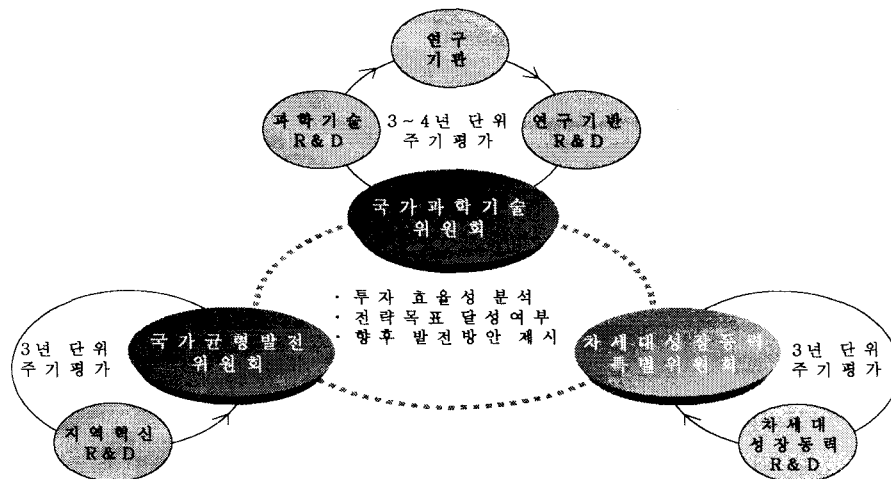 연구
기관
과학기술
R&D
3~4년 단위
주기평가
연구기반
R&D
국가과학기술
위원회
· 투자 효율성 분석
· 전략목표 달성여부
· 향후 발전방안 제시
3년 단위
주기평가
국가균형발전
위원회
지역혁신
R&D
차세대성장동력
특별위원회
3년 단위
주기평가
차세대
성장동력
R&D